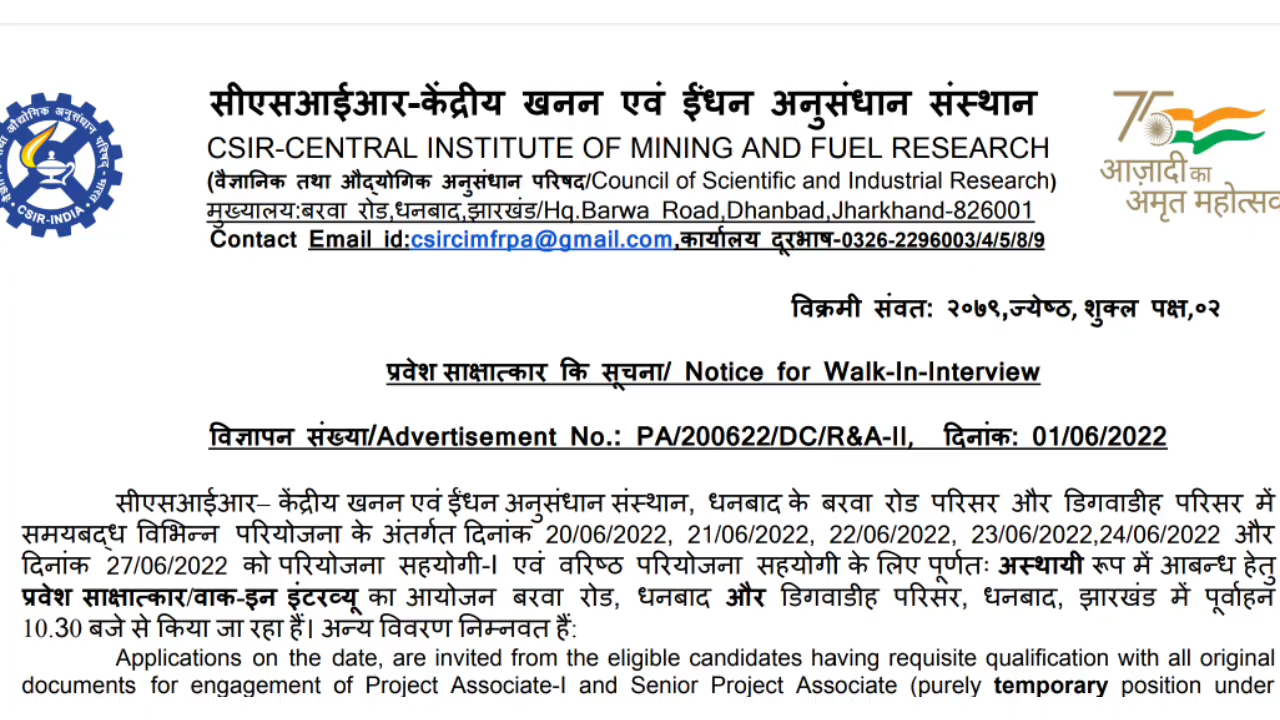 सीएसआईआर-केंद्रीय खनन एवं ईंधन अनुसंधान संस्थान
CSIR-CENTRAL INSTITUTE OF MINING AND FUEL RESEARCH
(वैज्ञानिक तथा औद्योगिक अनुसंधान परिषद/Council of Scientific and Industrial Research)
मुख्यालय:बरवा रोड,धनबाद,झारखंड/Hq.Barwa Road,Dhanbad,Jharkhand-826001
Contact Email id:csircimfrpa@gmail.com,कार्यालय दूरभाष-0326-2296003/4/5/8/9
CSIR-INDIA
75
आज़ादी का
अमृत महोत्सव
विक्रमी संवत: २०७९,ज्येष्ठ, शुक्ल पक्ष,०२
प्रवेश साक्षात्कार कि सूचना/ Notice for Walk-In-Interview
विज्ञापन संख्या/Advertisement No.: PA/200622/DC/R&A-II, दिनांक: 01/06/2022
सीएसआईआर– केंद्रीय खनन एवं ईंधन अनुसंधान संस्थान, धनबाद के बरवा रोड परिसर और डिगवाडीह परिसर में
समयबद्ध विभिन्न परियोजना के अंतर्गत दिनांक 20/06/2022, 21/06/2022, 22/06/2022, 23/06/2022,24/06/2022 और
दिनांक 27/06/2022 को परियोजना सहयोगी-I एवं वरिष्ठ परियोजना सहयोगी के लिए पूर्णतः अस्थायी रूप में आबन्ध हेतु
प्रवेश साक्षात्कार/वाक-इन इंटरव्यू का आयोजन बरवा रोड, धनबाद और डिगवाडीह परिसर, धनबाद, झारखंड में पूर्वाहन
10.30 बजे से किया जा रहा हैं। अन्य विवरण निम्नवत हैं:
Applications on the date, are invited from the eligible candidates having requisite qualification with all original
documents for engagement of Project Associate-I and Senior Project Associate (purely temporary position under